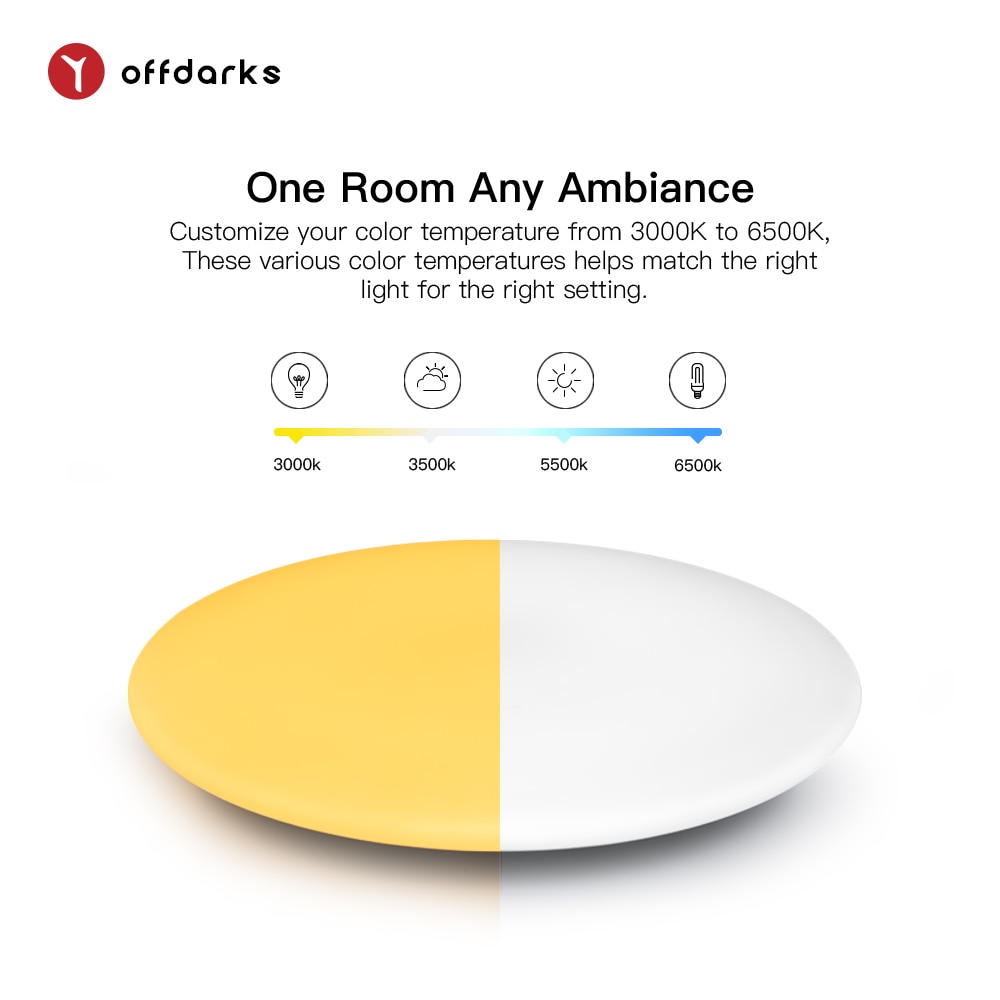 offdarks
One Room Any Ambiance
Customize your color temperature from 3000K to 6500K,
These various color temperatures helps match the right
light for the right setting.
3000k 3500k 5500k 6500k